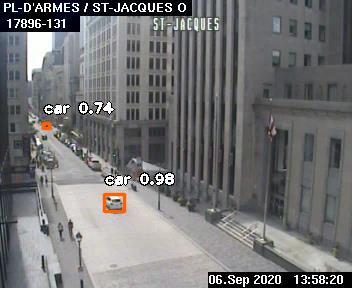 PL-D'ARMES / ST-JACQUES O
17896-131
ST-JACQUES
car 0.74
car 0.98
06.Sep 2020 13:58:20